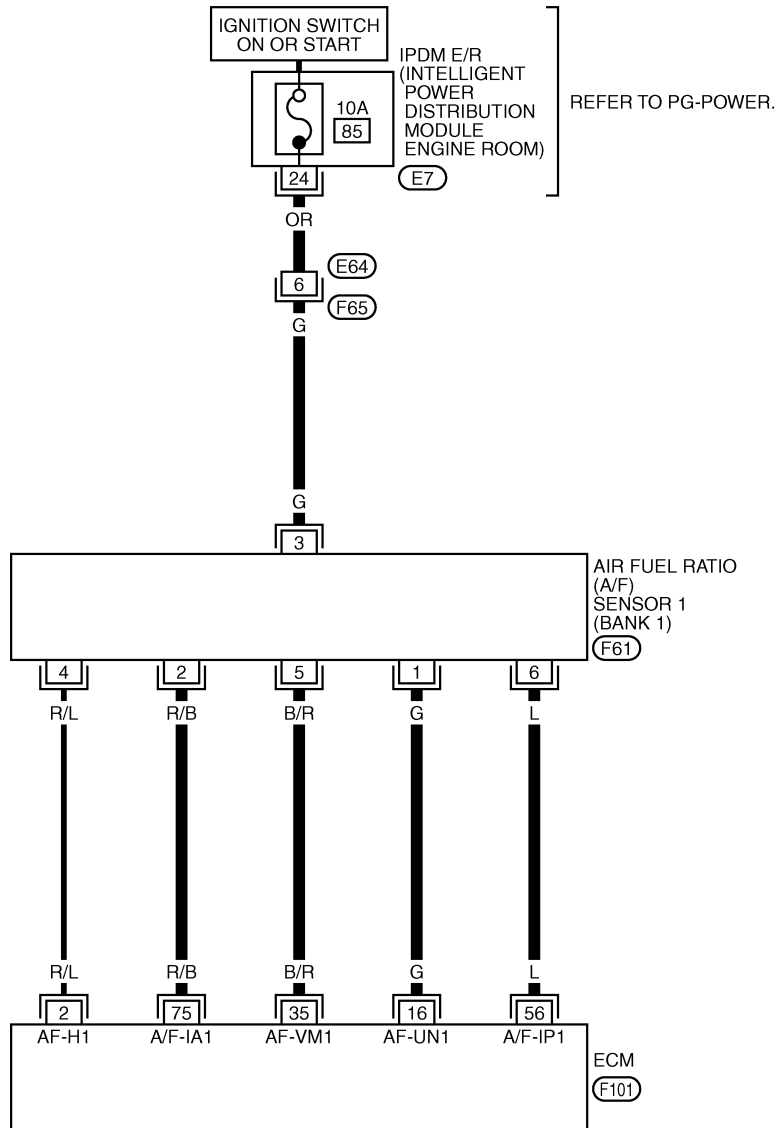 IGNITION SWITCH
ON OR START
IPDM E/R
(INTELLIGENT
POWER
DISTRIBUTION
MODULE
ENGINE ROOM)
REFER TO PG-POWER.
10A
85
24
E7
OR
E64
6
F65
G
G
3
AIR FUEL RATIO
(A/F)
SENSOR 1
(BANK 1)
F61
4 2 5 1 6
R/L R/B B/R G L
R/L R/B B/R G L
2 75 35 16 56
AF-H1 A/F-IA1 AF-VM1 AF-UN1 A/F-IP1
ECM
F101